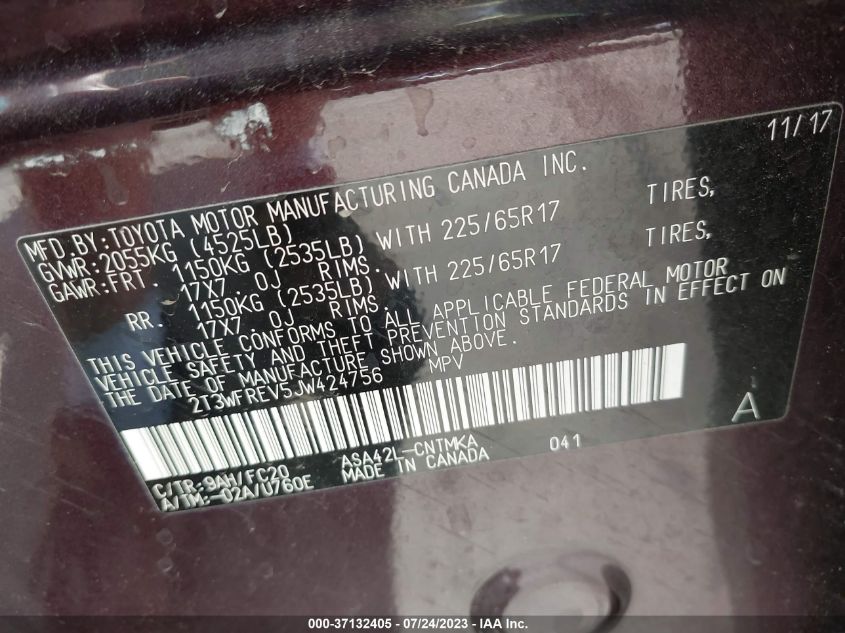 11/17
MFD.BY:TOYOTA MOTOR MANUFACTURING CANADA INC.
GVWR:2055KG (4525LB)
GAWR:FRT. 1150KG (2535LB) WITH 225/65R17 TIRES,
17X7.0J RIMS.
RR. 1150KG (2535LB) WITH 225/65R17 TIRES,
17X7.0J RIMS.
THIS VEHICLE CONFORMS TO ALL APPLICABLE FEDERAL MOTOR
VEHICLE SAFETY AND THEFT PREVENTION STANDARDS IN EFFECT ON
THE DATE OF MANUFACTURE SHOWN ABOVE.
2T3WFREV5JW424756 MPV
A
C/TR:9AH/FC20 ASA42L-CNTMKA 041
A/TM:-02A/U760E MADE IN CANADA
000-37132405 - 07/24/2023 - IAA Inc.